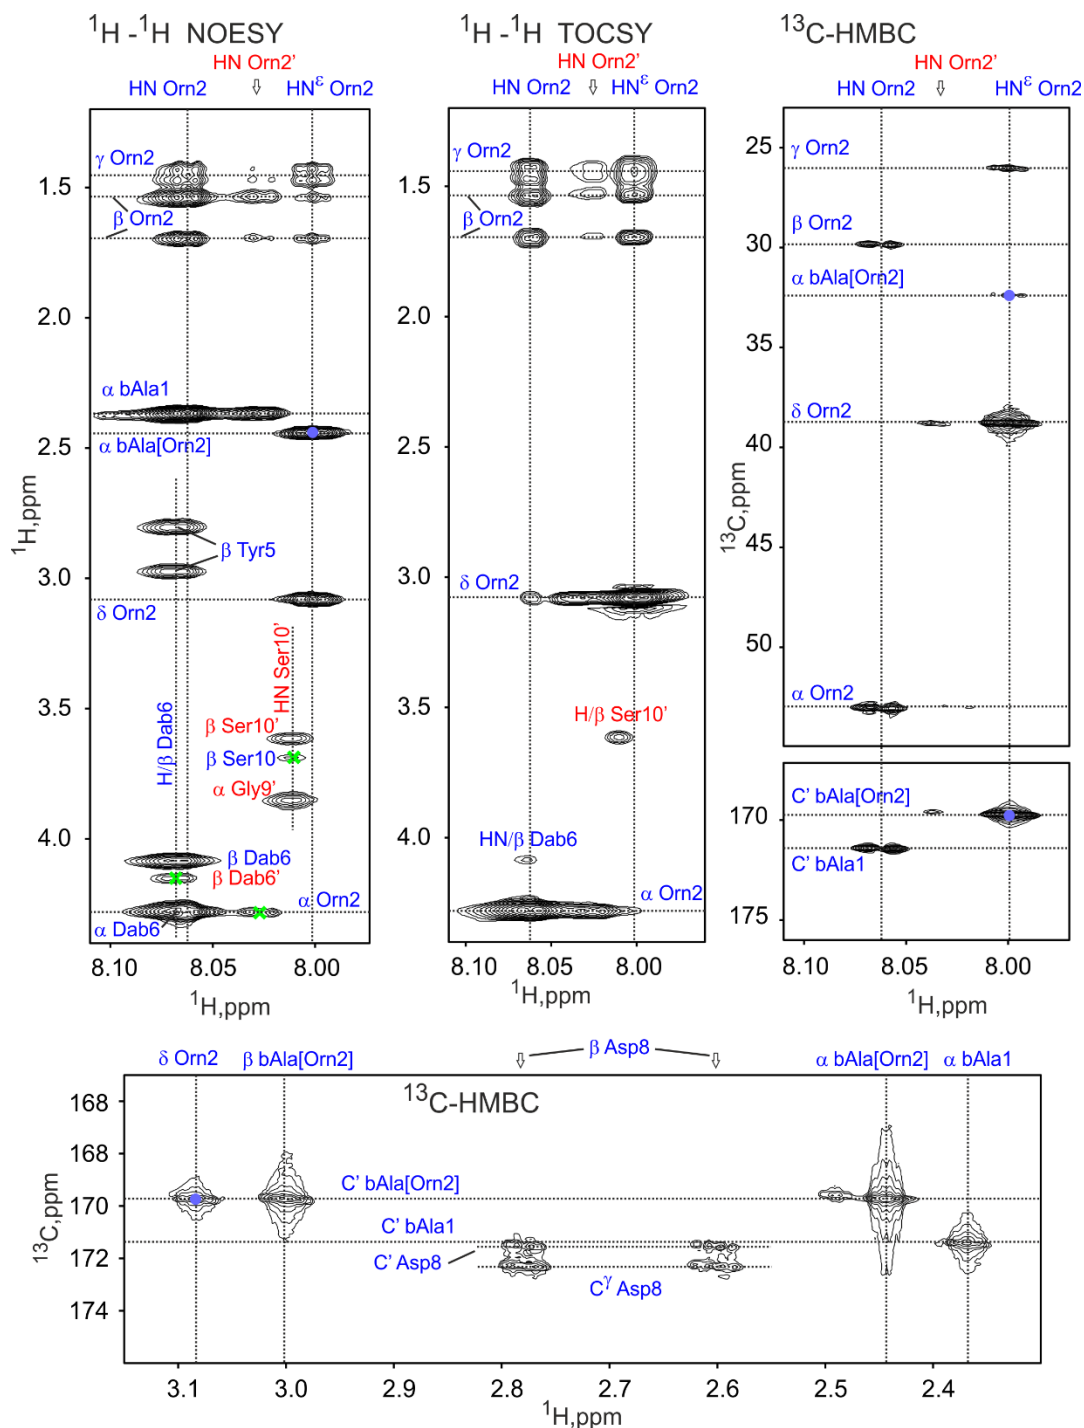 ¹H -¹H NOESY
HN Orn2'
HN Orn2
HNᵋ Orn2
γ Orn2
β Orn2
α bAla1
α bAla[Orn2]
β Tyr5
δ Orn2
HN Ser10'
H/β Dab6
β Ser10'
β Ser10
α Gly9'
β Dab6
β Dab6'
α Orn2
α Dab6
1.5
2.0
2.5
3.0
3.5
4.0
¹H,ppm
8.10
8.05
8.00
¹H,ppm
¹H -¹H TOCSY
HN Orn2'
HN Orn2
HNᵋ Orn2
γ Orn2
β Orn2
δ Orn2
H/β Ser10'
HN/β Dab6
α Orn2
1.5
2.0
2.5
3.0
3.5
4.0
8.10
8.05
8.00
¹H,ppm
¹³C-HMBC
HN Orn2'
HN Orn2
HNᵋ Orn2
γ Orn2
β Orn2
α bAla[Orn2]
δ Orn2
α Orn2
C' bAla[Orn2]
C' bAla1
25
30
35
40
45
50
170
175
¹³C,ppm
8.10
8.05
8.00
¹H,ppm
δ Orn2
β bAla[Orn2]
β Asp8
α bAla[Orn2]
α bAla1
¹³C-HMBC
C' bAla[Orn2]
C' bAla1
C' Asp8
Cᵞ Asp8
168
168
170
172
174
¹³C,ppm
3.1
3.0
2.9
2.8
2.7
2.6
2.5
2.4
¹H,ppm